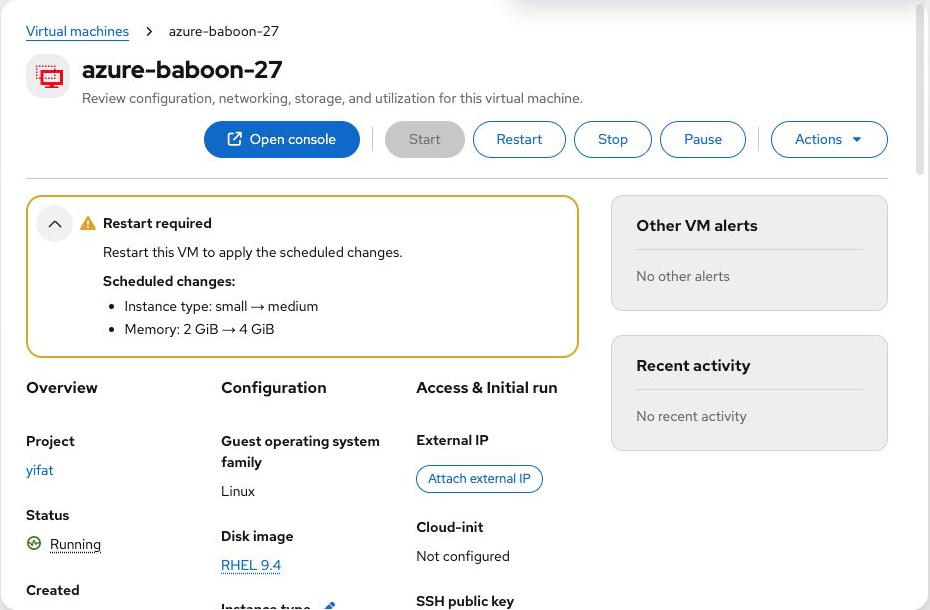 Virtual machines > azure-baboon-27
azure-baboon-27
Review configuration, networking, storage, and utilization for this virtual machine.
Open console
Start
Restart
Stop
Pause
Actions
Restart required
Restart this VM to apply the scheduled changes.
Scheduled changes:
• Instance type: small → medium
• Memory: 2 GiB → 4 GiB
Other VM alerts
No other alerts
Recent activity
No recent activity
Overview
Project
yifat
Status
Running
Created
Configuration
Guest operating system
family
Linux
Disk image
RHEL 9.4
Instance type
Access & Initial run
External IP
Attach external IP
Cloud-init
Not configured
SSH public key